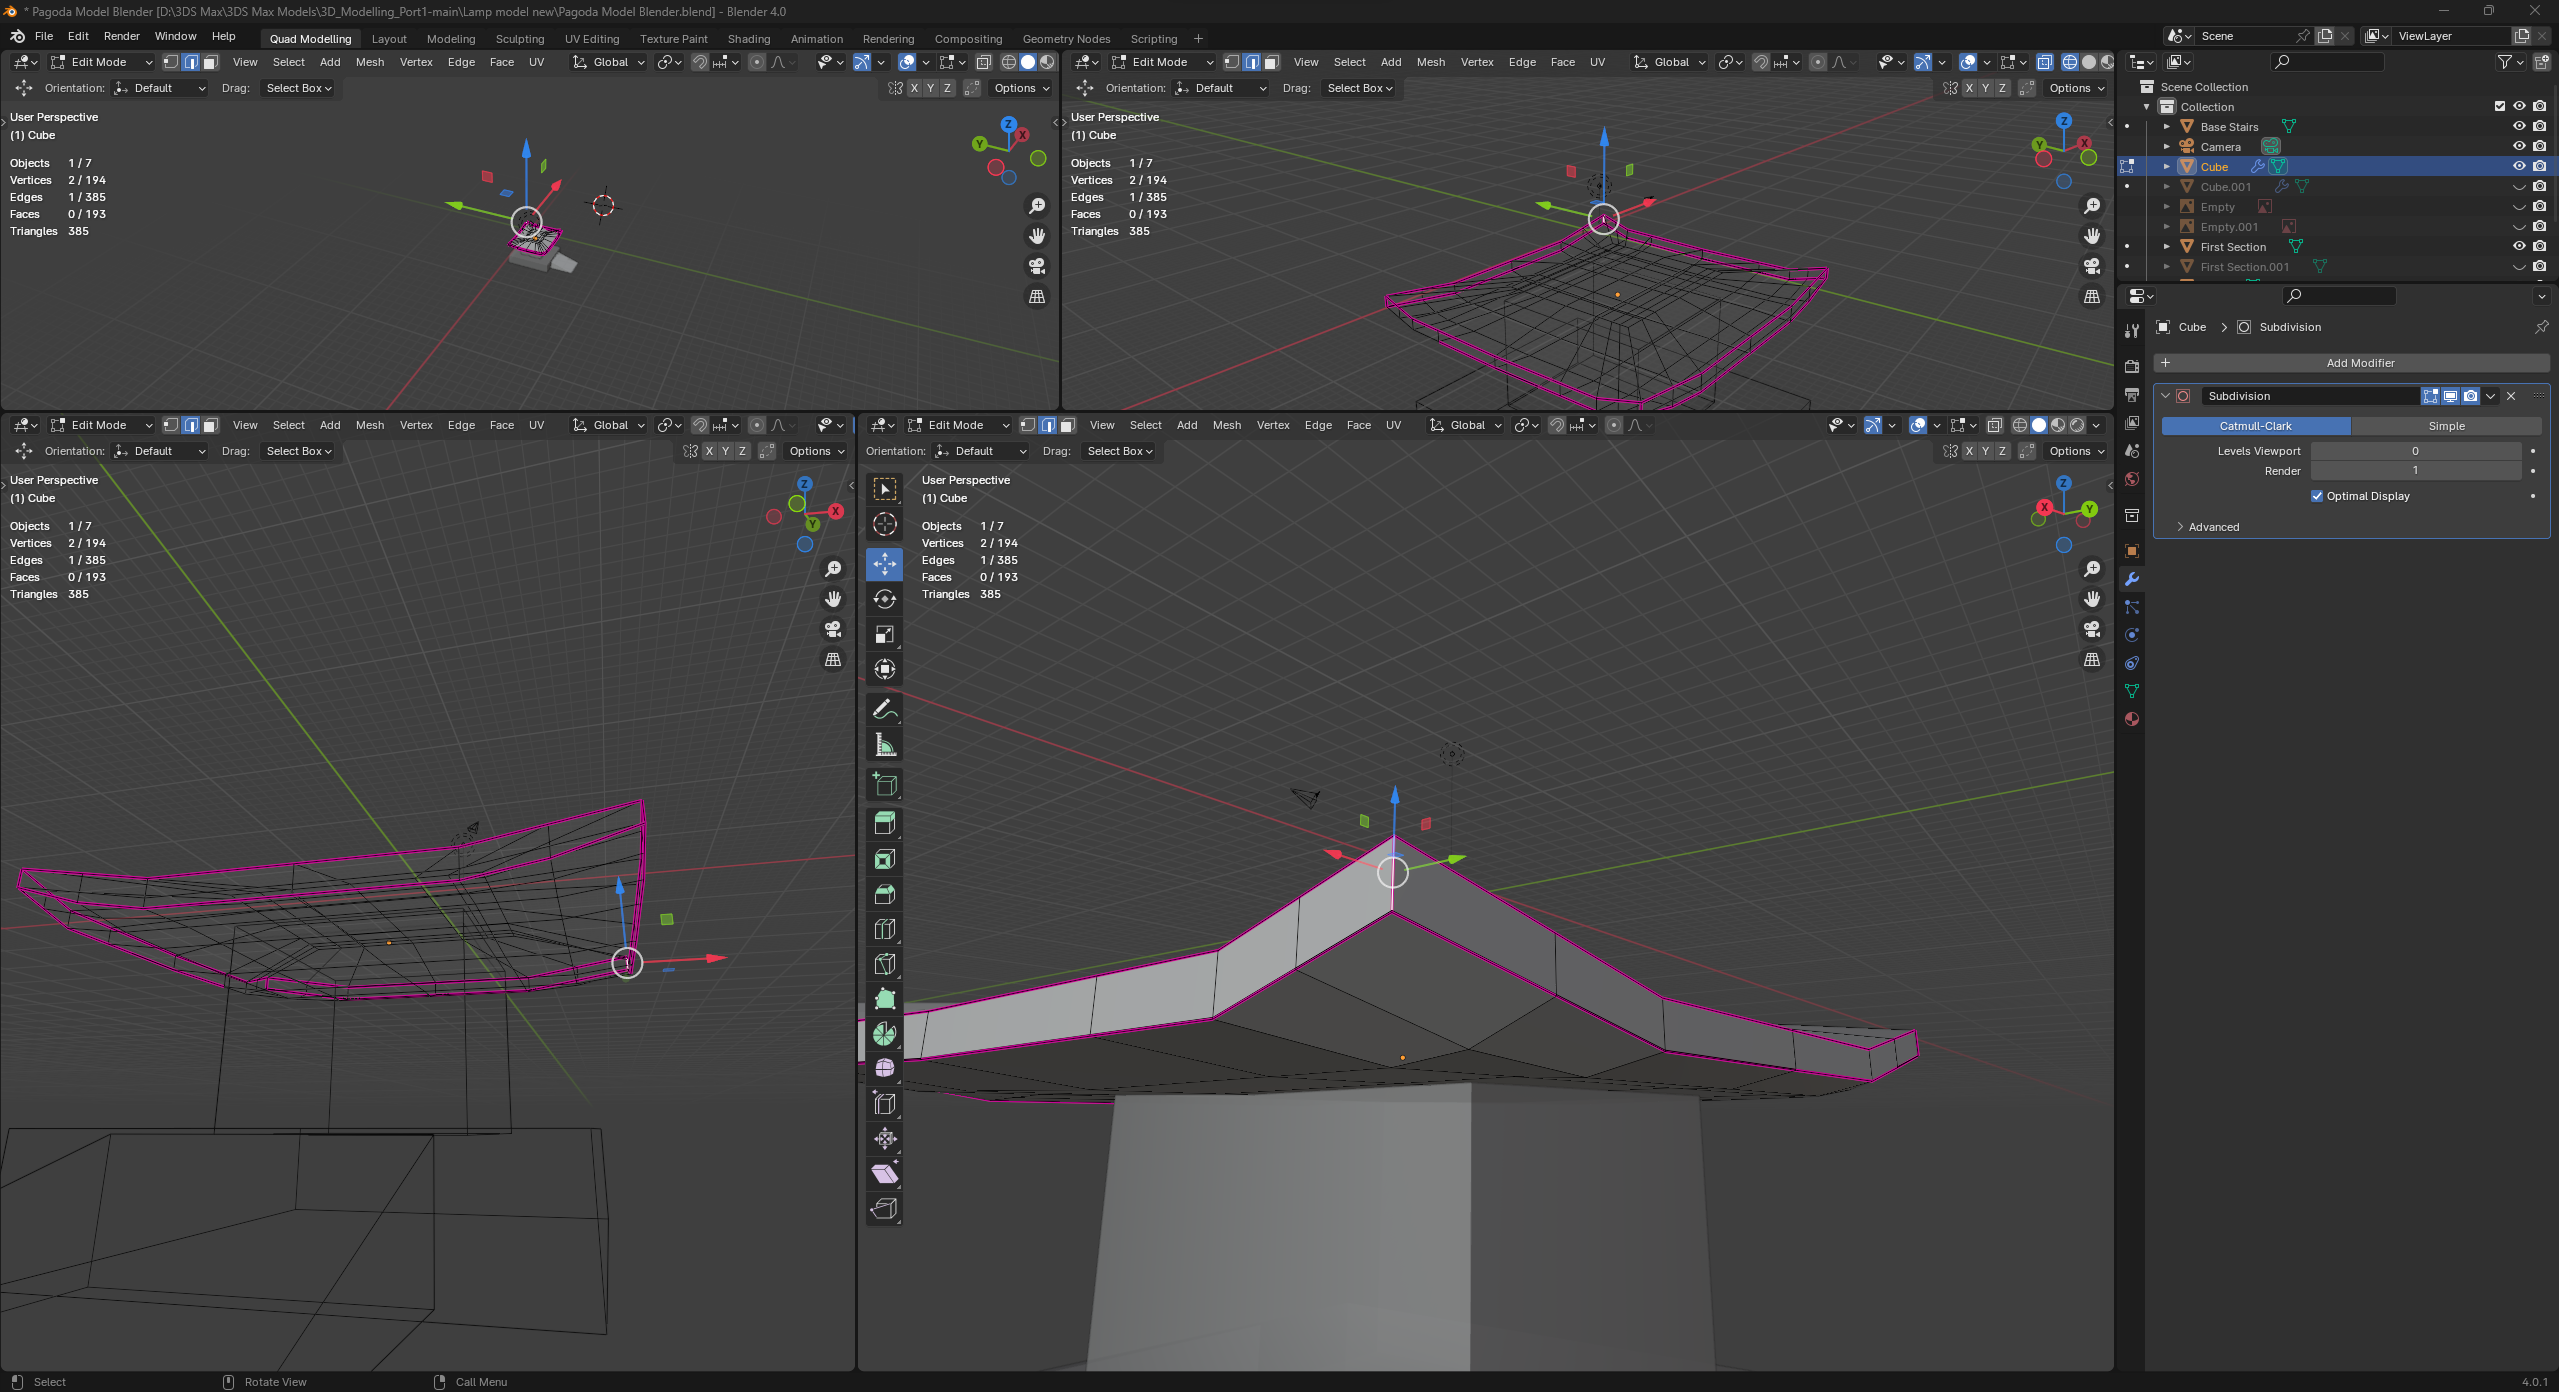 * Pagoda Model Blender [D:\3DS Max\3DS Max Models\3D_Modelling_Port1-main\Lamp model new\Pagoda Model Blender.blend] - Blender 4.0
File Edit Render Window Help Quad Modelling Layout Modeling Sculpting UV Editing Texture Paint Shading Animation Rendering Compositing Geometry Nodes Scripting + Scene ViewLayer
Edit Mode View Select Add Mesh Vertex Edge Face UV Global
Orientation: Default Drag: Select Box X Y Z Options
User Perspective
(1) Cube
Objects 1 / 7
Vertices 2 / 194
Edges 1 / 385
Faces 0 / 193
Triangles 385
Z
X
Y
Edit Mode View Select Add Mesh Vertex Edge Face UV Global
Orientation: Default Drag: Select Box X Y Z Options
User Perspective
(1) Cube
Objects 1 / 7
Vertices 2 / 194
Edges 1 / 385
Faces 0 / 193
Triangles 385
Z
X
Y
Edit Mode View Select Add Mesh Vertex Edge Face UV Global
Orientation: Default Drag: Select Box X Y Z Options
User Perspective
(1) Cube
Objects 1 / 7
Vertices 2 / 194
Edges 1 / 385
Faces 0 / 193
Triangles 385
Z
X
Y
Edit Mode View Select Add Mesh Vertex Edge Face UV Global
Orientation: Default Drag: Select Box X Y Z Options
User Perspective
(1) Cube
Objects 1 / 7
Vertices 2 / 194
Edges 1 / 385
Faces 0 / 193
Triangles 385
Z
X
Y
Scene Collection
Collection
Base Stairs
Camera
Cube
Cube.001
Empty
Empty.001
First Section
First Section.001
Cube > Subdivision
+ Add Modifier
Subdivision
Catmull-Clark Simple
Levels Viewport 0
Render 1
Optimal Display
> Advanced
Select Rotate View Call Menu 4.0.1